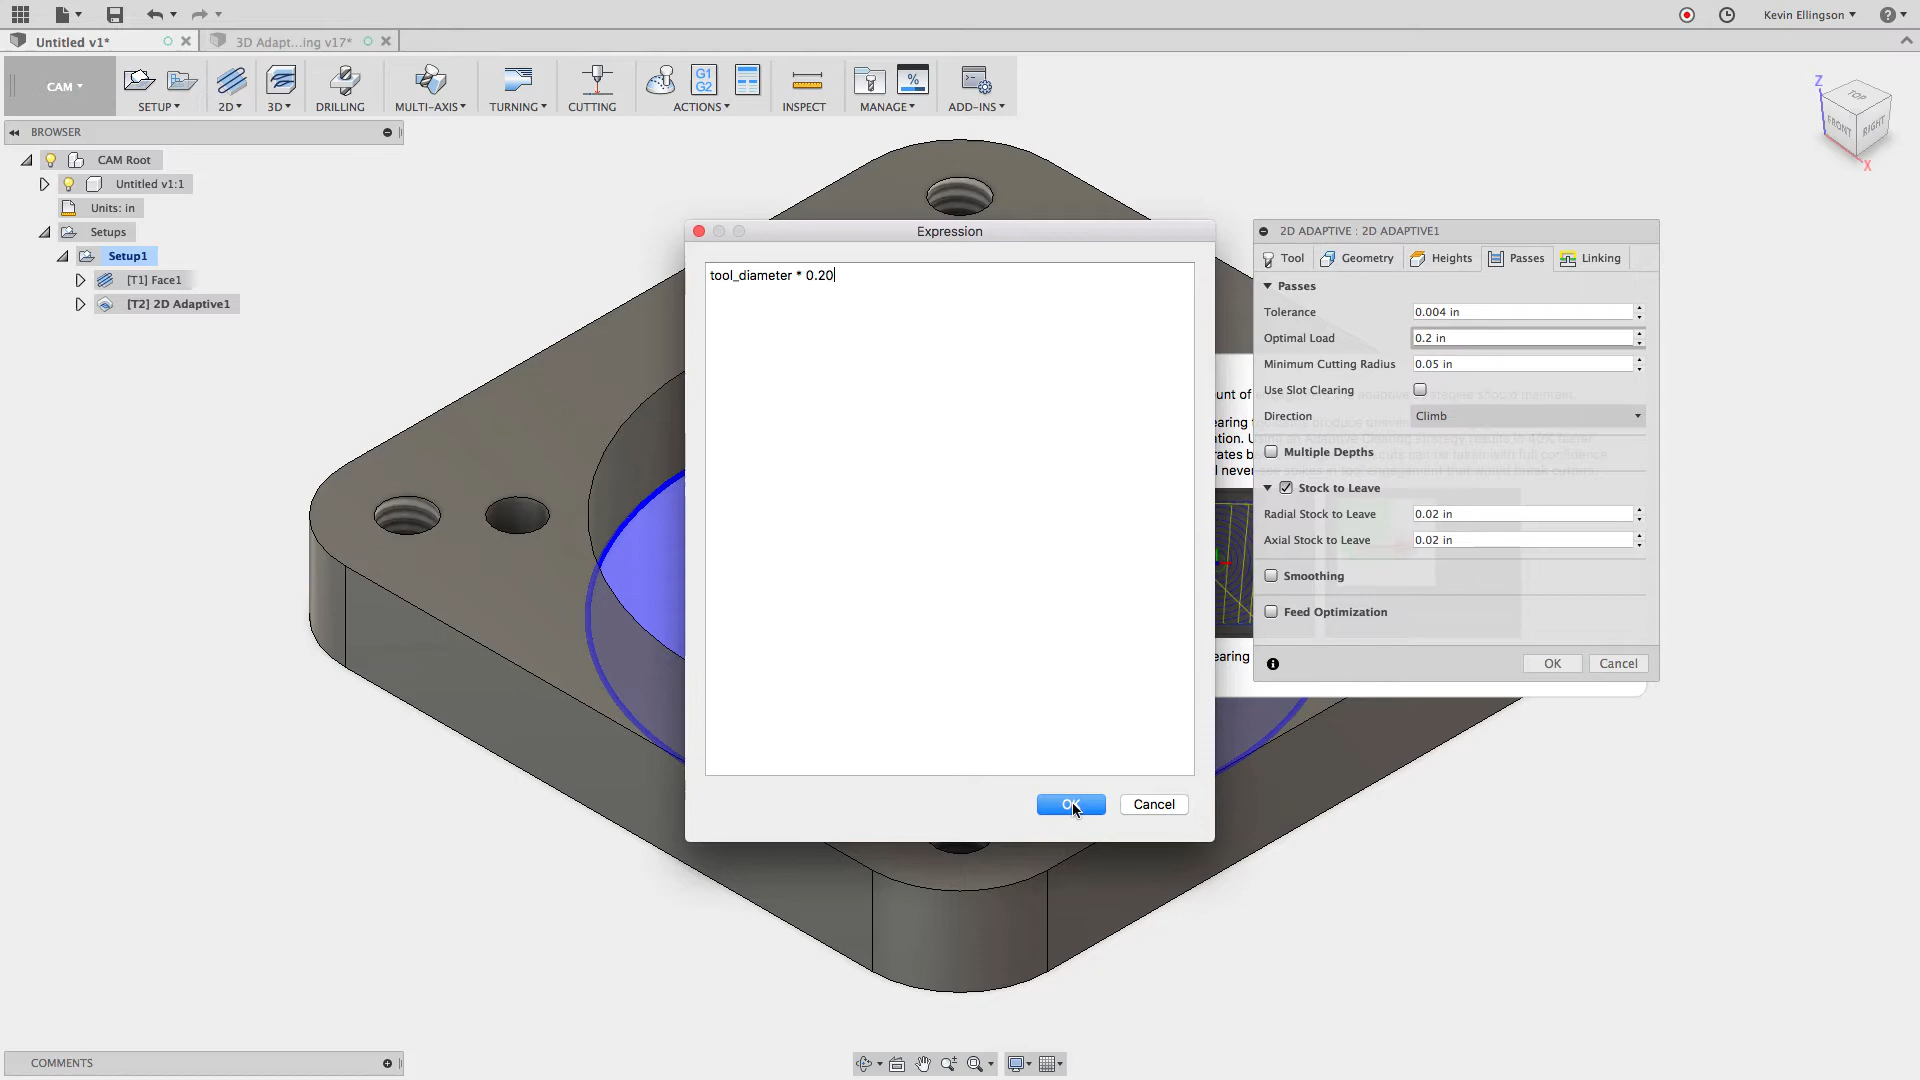 Kevin Ellingson
Untitled v1*
3D Adapt...ing v17*
CAM
SETUP
2D
3D
DRILLING
MULTI-AXIS
TURNING
CUTTING
G1
G2
ACTIONS
INSPECT
%
MANAGE
ADD-INS
BROWSER
CAM Root
Untitled v1:1
Units: in
Setups
Setup1
[T1] Face1
[T2] 2D Adaptive1
Z
TOP
FRONT
RIGHT
X
Expression
tool_diameter * 0.20
OK
Cancel
2D ADAPTIVE : 2D ADAPTIVE1
Tool
Geometry
Heights
Passes
Linking
Passes
Tolerance
0.004 in
Optimal Load
0.2 in
Minimum Cutting Radius
0.05 in
Use Slot Clearing
Direction
Climb
Multiple Depths
Stock to Leave
Radial Stock to Leave
0.02 in
Axial Stock to Leave
0.02 in
Smoothing
Feed Optimization
OK
Cancel
COMMENTS